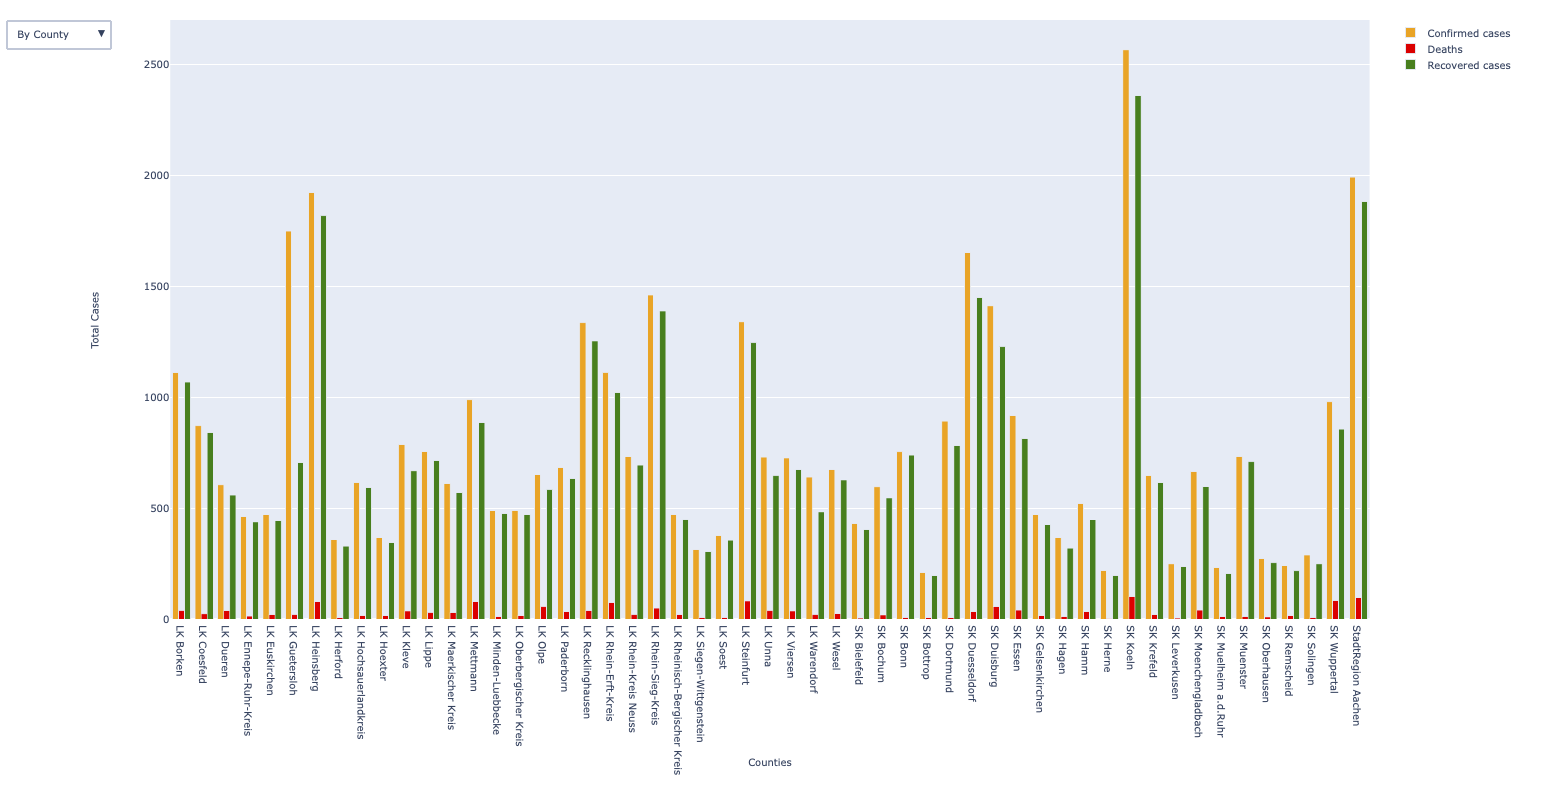 By County ▼
Confirmed cases
Deaths
Recovered cases
2500
2000
1500
1000
500
0
Total Cases
LK Borken
LK Coesfeld
LK Dueren
LK Ennepe-Ruhr-Kreis
LK Euskirchen
LK Guetersloh
LK Heinsberg
LK Herford
LK Hochsauerlandkreis
LK Hoexter
LK Kleve
LK Lippe
LK Maerkischer Kreis
LK Mettmann
LK Minden-Luebbecke
LK Oberbergischer Kreis
LK Olpe
LK Paderborn
LK Recklinghausen
LK Rhein-Erft-Kreis
LK Rhein-Kreis Neuss
LK Rhein-Sieg-Kreis
LK Rheinisch-Bergischer Kreis
LK Siegen-Wittgenstein
LK Soest
LK Steinfurt
LK Unna
LK Viersen
LK Warendorf
LK Wesel
SK Bielefeld
SK Bochum
SK Bonn
SK Bottrop
SK Dortmund
SK Duesseldorf
SK Duisburg
SK Essen
SK Gelsenkirchen
SK Hagen
SK Hamm
SK Herne
SK Koeln
SK Krefeld
SK Leverkusen
SK Moenchengladbach
SK Muelheim a.d.Ruhr
SK Muenster
SK Oberhausen
SK Remscheid
SK Solingen
SK Wuppertal
StadtRegion Aachen
Counties